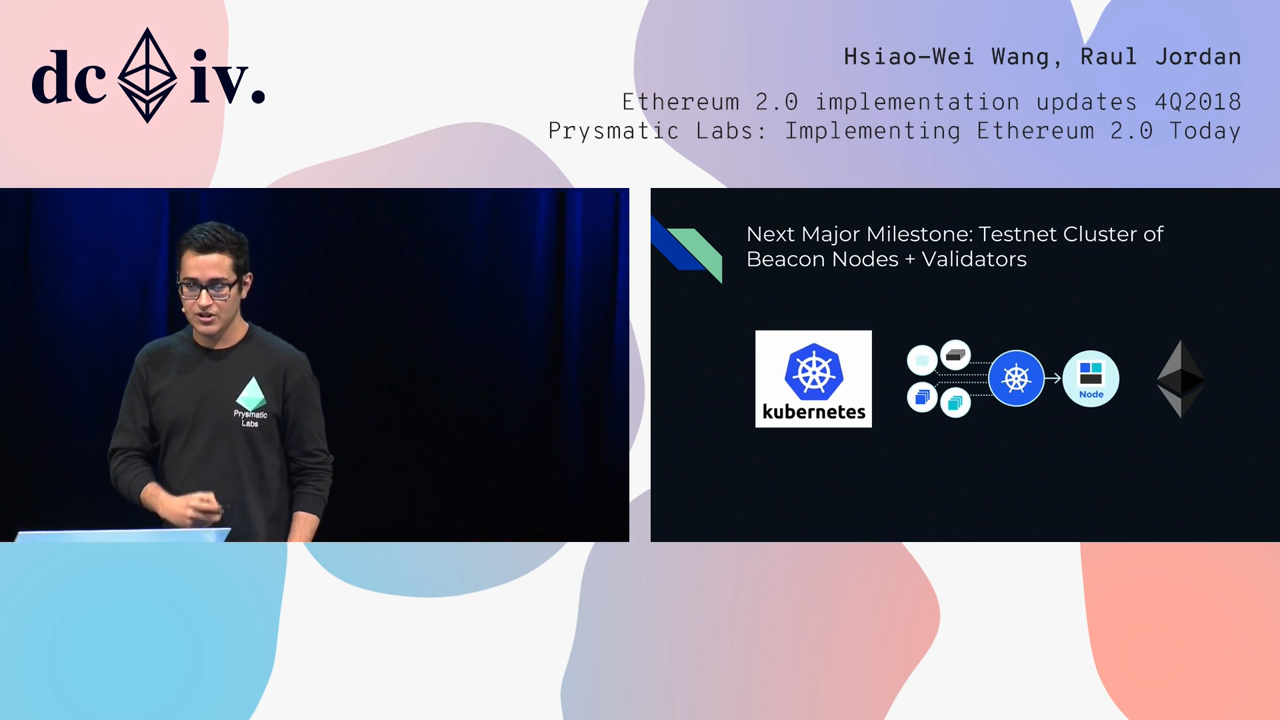 dc iv.
Hsiao-Wei Wang, Raul Jordan
Ethereum 2.0 implementation updates 4Q2018
Prysmatic Labs: Implementing Ethereum 2.0 Today
Prysmatic
Labs
Next Major Milestone: Testnet Cluster of
Beacon Nodes + Validators
kubernetes
Node